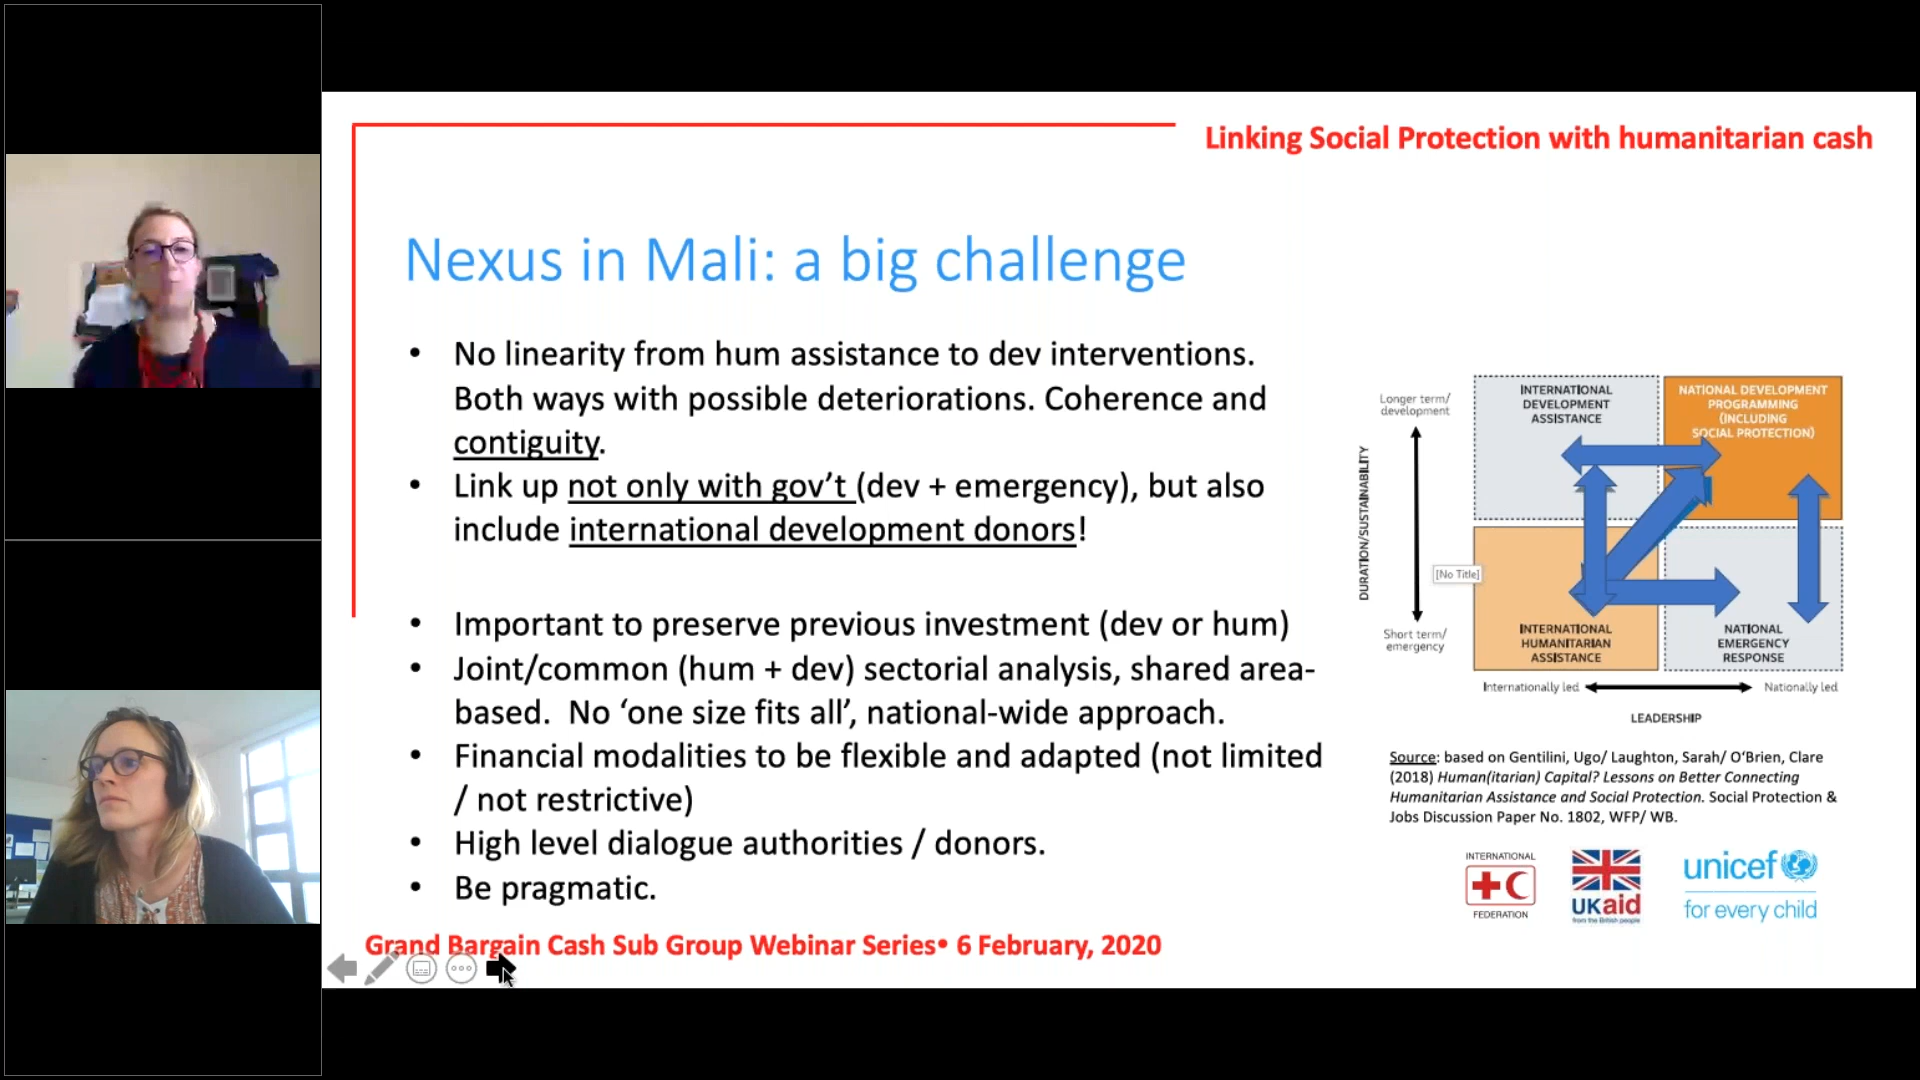 Linking Social Protection with humanitarian cash
Nexus in Mali: a big challenge
• No linearity from hum assistance to dev interventions.
Both ways with possible deteriorations. Coherence and
contiguity.
• Link up not only with gov't (dev + emergency), but also
include international development donors!
• Important to preserve previous investment (dev or hum)
• Joint/common (hum + dev) sectorial analysis, shared area-
based. No ‘one size fits all’, national-wide approach.
• Financial modalities to be flexible and adapted (not limited
/ not restrictive)
• High level dialogue authorities / donors.
• Be pragmatic.
Longer term/
development
DURATION/SUSTAINABILITY
Short term/
emergency
INTERNATIONAL
DEVELOPMENT
ASSISTANCE
NATIONAL DEVELOPMENT
PROGRAMMING
(INCLUDING
SOCIAL PROTECTION)
[No Title]
INTERNATIONAL
HUMANITARIAN
ASSISTANCE
NATIONAL
EMERGENCY
RESPONSE
Internationally led
Nationally led
LEADERSHIP
Source: based on Gentilini, Ugo/ Laughton, Sarah/ O‘Brien, Clare
(2018) Human(itarian) Capital? Lessons on Better Connecting
Humanitarian Assistance and Social Protection. Social Protection &
Jobs Discussion Paper No. 1802, WFP/ WB.
INTERNATIONAL
FEDERATION
UKaid
from the British people
unicef
for every child
Grand Bargain Cash Sub Group Webinar Series• 6 February, 2020